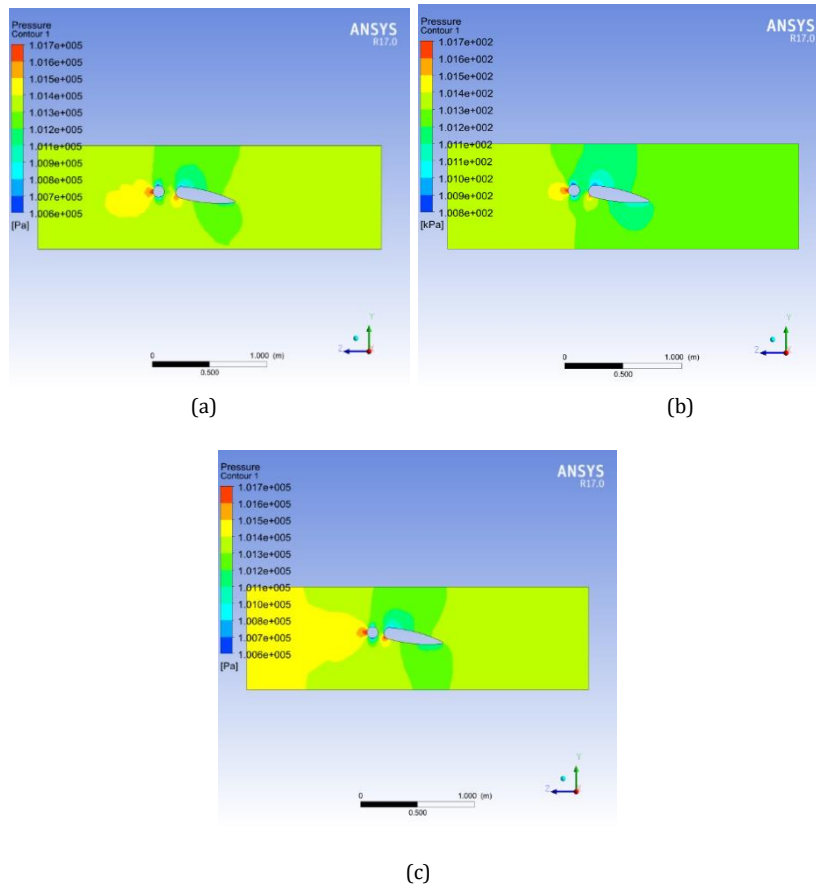 Pressure
Contour 1
1.017e+005
1.016e+005
1.015e+005
1.014e+005
1.013e+005
1.012e+005
1.011e+005
1.009e+005
1.008e+005
1.007e+005
1.006e+005
[Pa]
ANSYS
R17.0
Y
Z
0 1.000 (m)
0.500
(a)
Pressure
Contour 1
1.017e+002
1.016e+002
1.015e+002
1.014e+002
1.013e+002
1.012e+002
1.011e+002
1.011e+002
1.010e+002
1.009e+002
1.008e+002
[kPa]
ANSYS
R17.0
Y
Z
0 1.000 (m)
0.500
(b)
Pressure
Contour 1
1.017e+005
1.016e+005
1.015e+005
1.014e+005
1.013e+005
1.012e+005
1.011e+005
1.010e+005
1.008e+005
1.007e+005
1.006e+005
[Pa]
ANSYS
R17.0
Y
Z
0 1.000 (m)
0.500
(c)